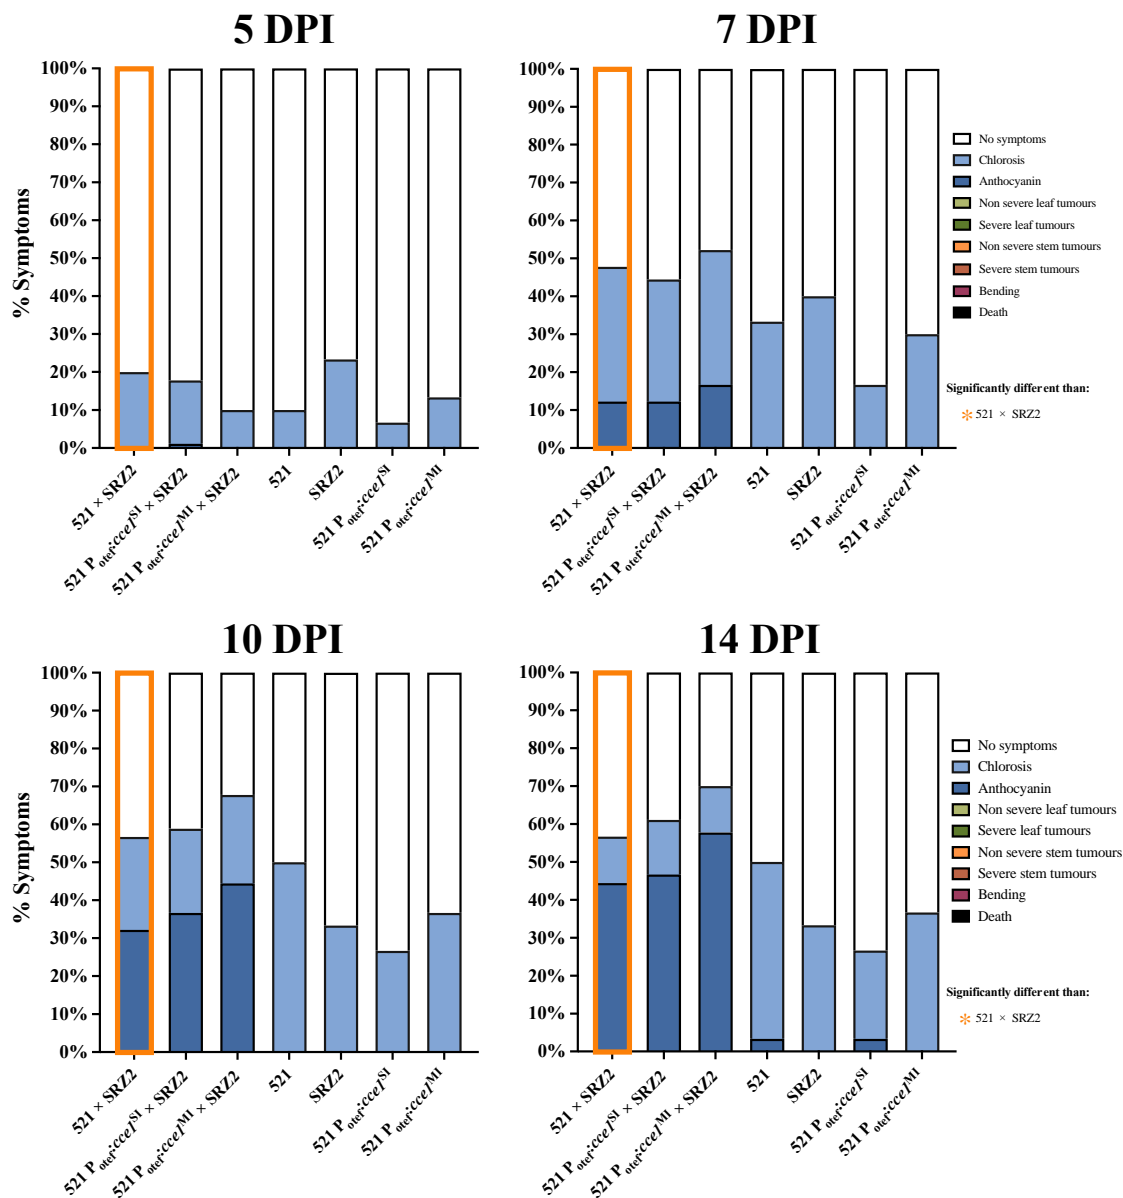 5 DPI
7 DPI
% Symptoms
100%
90%
80%
70%
60%
50%
40%
30%
20%
10%
0%
521 × SRZ2
521 Potef:cce1SI × SRZ2
521 Potef:cce1MI × SRZ2
521
SRZ2
521 Potef:cce1SI
521 Potef:cce1MI
100%
90%
80%
70%
60%
50%
40%
30%
20%
10%
0%
521 × SRZ2
521 Potef:cce1SI × SRZ2
521 Potef:cce1MI × SRZ2
521
SRZ2
521 Potef:cce1SI
521 Potef:cce1MI
No symptoms
Chlorosis
Anthocyanin
Non severe leaf tumours
Severe leaf tumours
Non severe stem tumours
Severe stem tumours
Bending
Death
Significantly different than:
* 521 × SRZ2
10 DPI
14 DPI
% Symptoms
100%
90%
80%
70%
60%
50%
40%
30%
20%
10%
0%
521 × SRZ2
521 Potef:cce1SI × SRZ2
521 Potef:cce1MI × SRZ2
521
SRZ2
521 Potef:cce1SI
521 Potef:cce1MI
100%
90%
80%
70%
60%
50%
40%
30%
20%
10%
0%
521 × SRZ2
521 Potef:cce1SI × SRZ2
521 Potef:cce1MI × SRZ2
521
SRZ2
521 Potef:cce1SI
521 Potef:cce1MI
No symptoms
Chlorosis
Anthocyanin
Non severe leaf tumours
Severe leaf tumours
Non severe stem tumours
Severe stem tumours
Bending
Death
Significantly different than:
* 521 × SRZ2